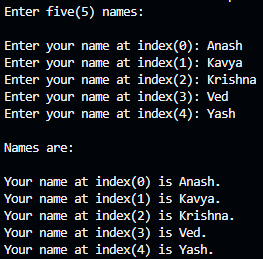 Enter five(5) names:
Enter your name at index(0): Anash
Enter your name at index(1): Kavya
Enter your name at index(2): Krishna
Enter your name at index(3): Ved
Enter your name at index(4): Yash
Names are:
Your name at index(0) is Anash.
Your name at index(1) is Kavya.
Your name at index(2) is Krishna.
Your name at index(3) is Ved.
Your name at index(4) is Yash.